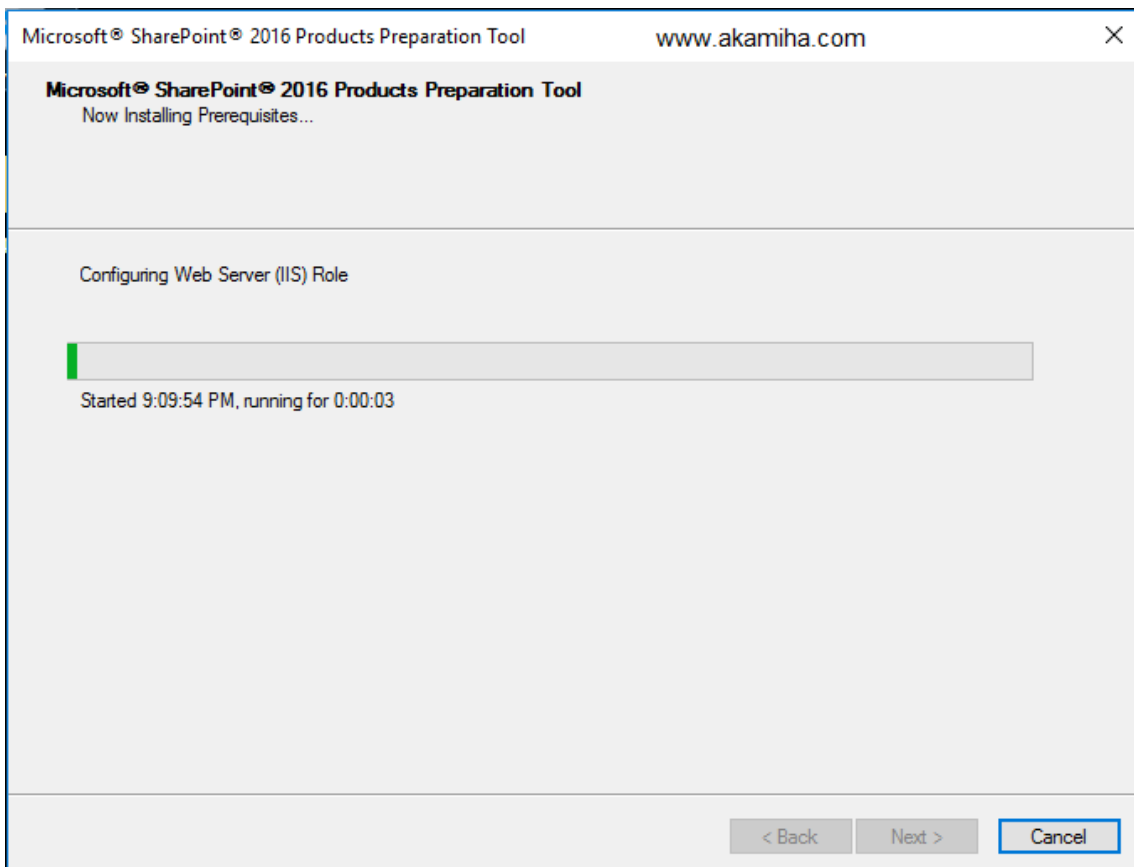 Microsoft® SharePoint® 2016 Products Preparation Tool www.akamiha.com
Microsoft® SharePoint® 2016 Products Preparation Tool
Now Installing Prerequisites...
Configuring Web Server (IIS) Role
Started 9:09:54 PM, running for 0:00:03
< Back Next > Cancel